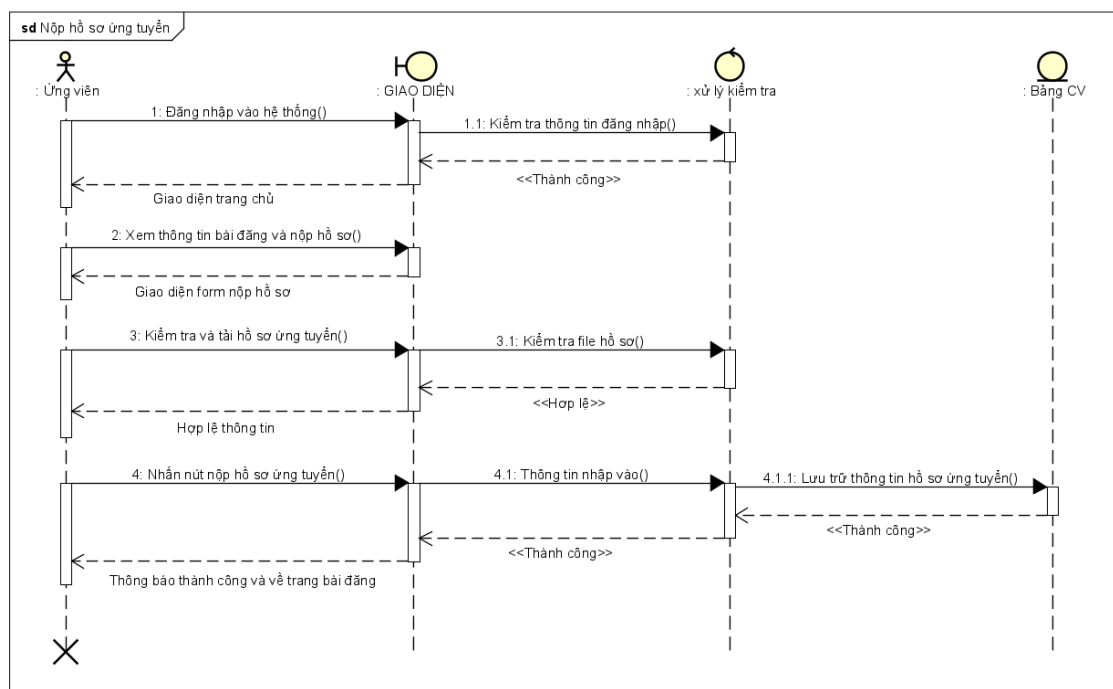 sd Nộp hồ sơ ứng tuyển
: Ứng viên
: GIAO DIỆN
: xử lý kiểm tra
: Bảng CV
1: Đăng nhập vào hệ thống()
1.1: Kiểm tra thông tin đăng nhập()
<<Thành công>>
Giao diện trang chủ
2: Xem thông tin bài đăng và nộp hồ sơ()
Giao diện form nộp hồ sơ
3: Kiểm tra và tải hồ sơ ứng tuyển()
3.1: Kiểm tra file hồ sơ()
<<Hợp lệ>>
Hợp lệ thông tin
4: Nhấn nút nộp hồ sơ ứng tuyển()
4.1: Thông tin nhập vào()
4.1.1: Lưu trữ thông tin hồ sơ ứng tuyển()
<<Thành công>>
<<Thành công>>
Thông báo thành công và về trang bài đăng